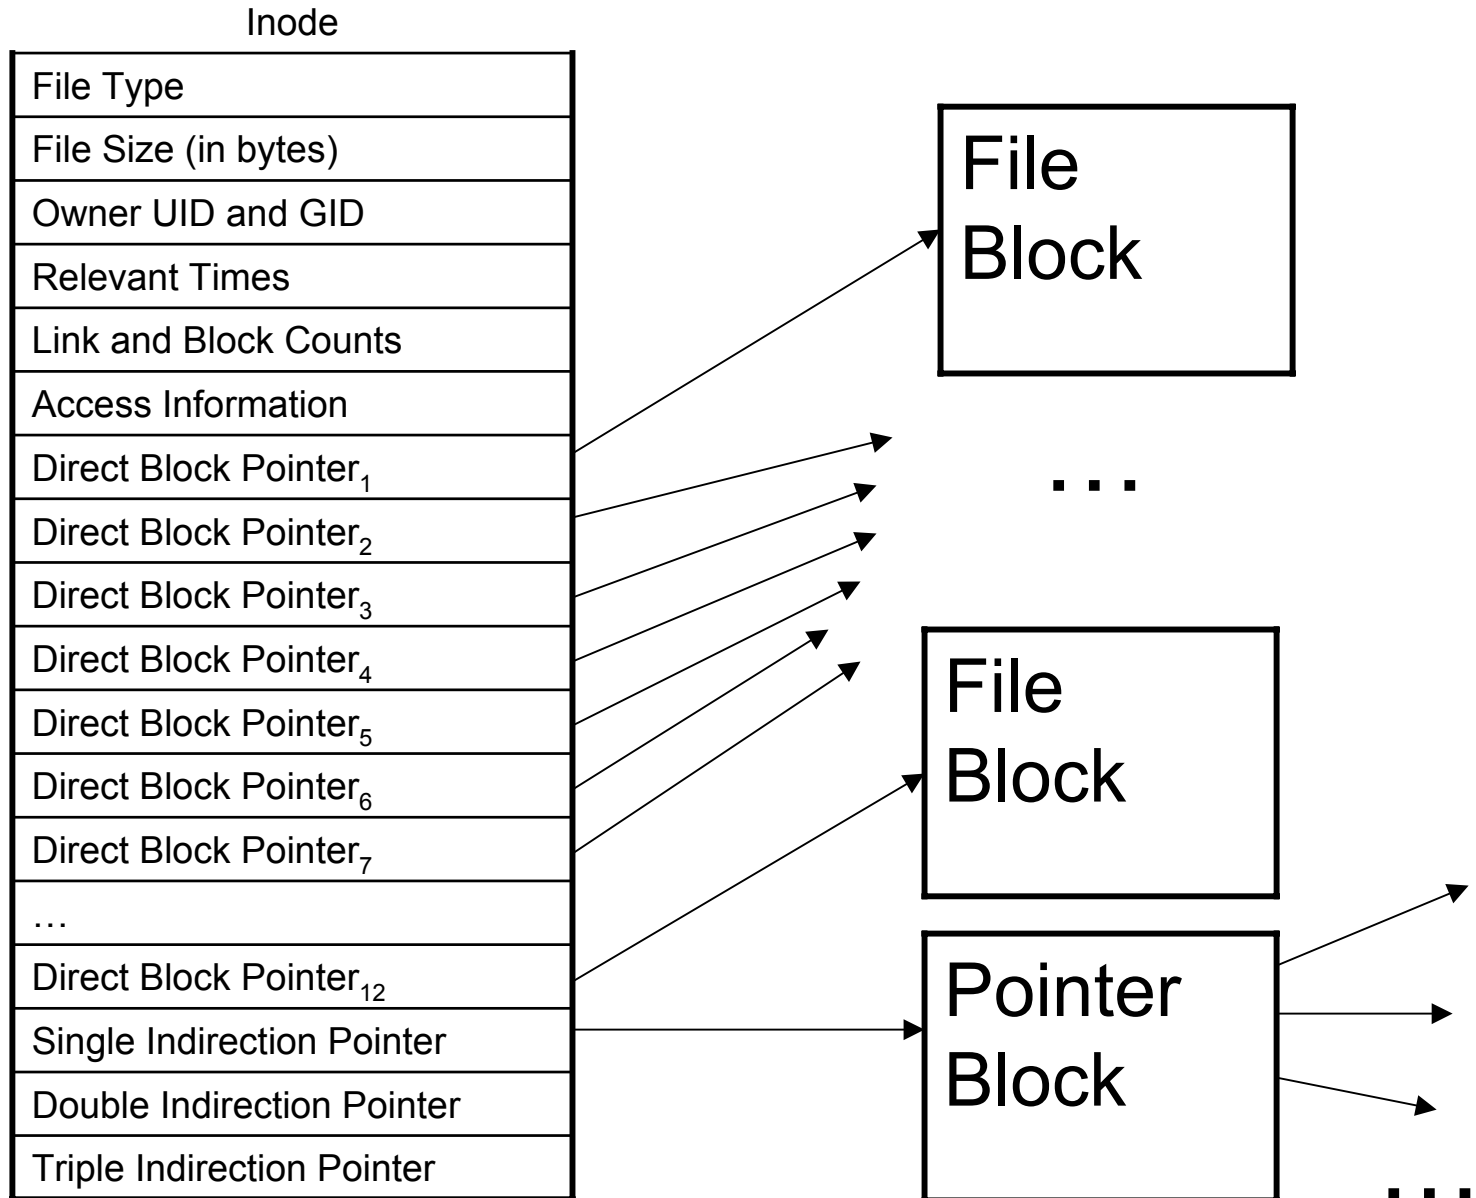 Inode
File Type
File Size (in bytes)
Owner UID and GID
Relevant Times
Link and Block Counts
Access Information
Direct Block Pointer₁
Direct Block Pointer₂
Direct Block Pointer₃
Direct Block Pointer₄
Direct Block Pointer₅
Direct Block Pointer₆
Direct Block Pointer₇
…
Direct Block Pointer₁₂
Single Indirection Pointer
Double Indirection Pointer
Triple Indirection Pointer
File
Block
…
File
Block
Pointer
Block
…